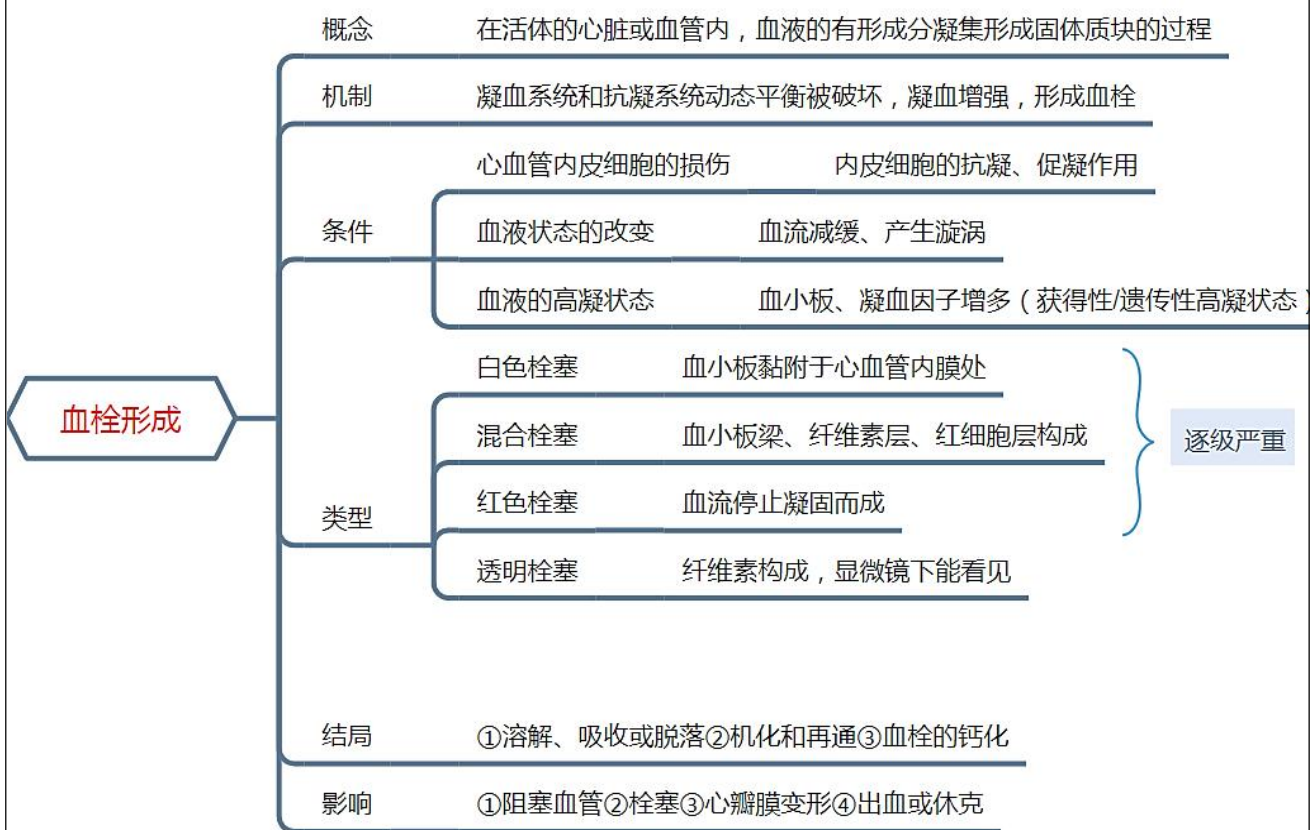 概念 在活体的心脏或血管内，血液的有形成分凝集形成固体质块的过程
机制 凝血系统和抗凝系统动态平衡被破坏，凝血增强，形成血栓
心血管内皮细胞的损伤 内皮细胞的抗凝、促凝作用
条件 血液状态的改变 血流减缓、产生漩涡
血液的高凝状态 血小板、凝血因子增多（获得性/遗传性高凝状态）
白色栓塞 血小板黏附于心血管内膜处
血栓形成
混合栓塞 血小板梁、纤维素层、红细胞层构成
逐级严重
红色栓塞 血流停止凝固而成
类型
透明栓塞 纤维素构成，显微镜下能看见
结局 ①溶解、吸收或脱落②机化和再通③血栓的钙化
影响 ①阻塞血管②栓塞③心瓣膜变形④出血或休克